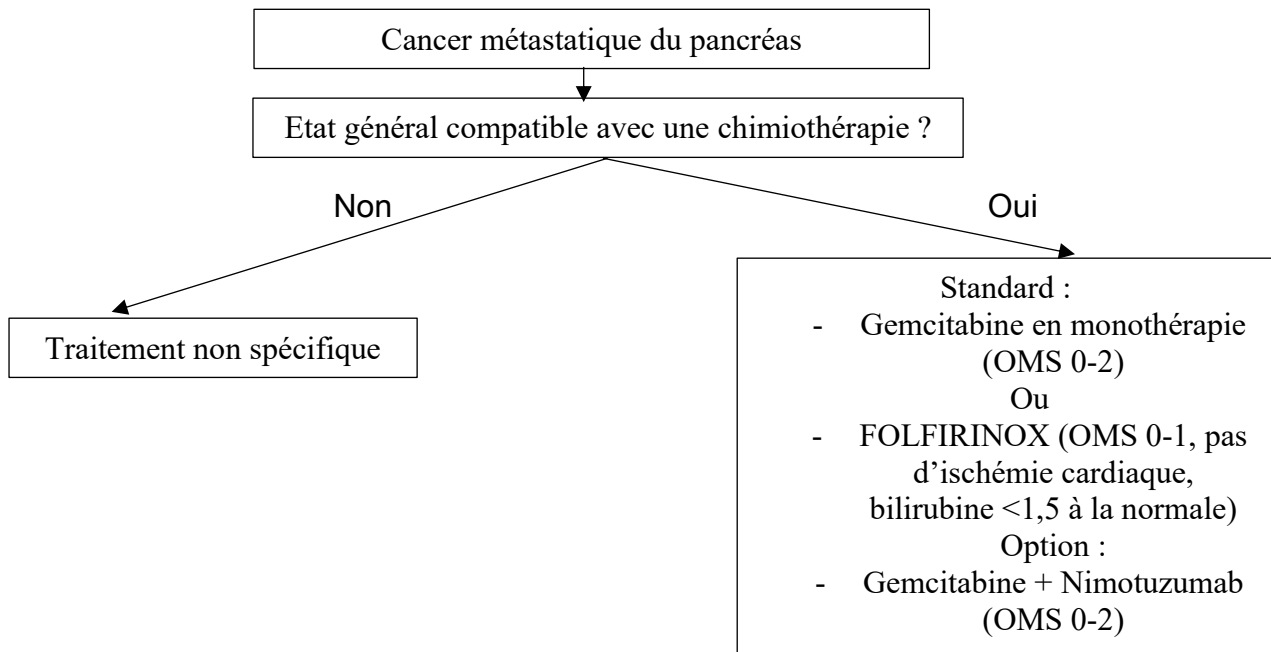 Cancer métastatique du pancréas
Etat général compatible avec une chimiothérapie ?
Non
Oui
Traitement non spécifique
Standard :
- Gemcitabine en monothérapie
(OMS 0-2)
Ou
- FOLFIRINOX (OMS 0-1, pas
d’ischémie cardiaque,
bilirubine <1,5 à la normale)
Option :
- Gemcitabine + Nimotuzumab
(OMS 0-2)